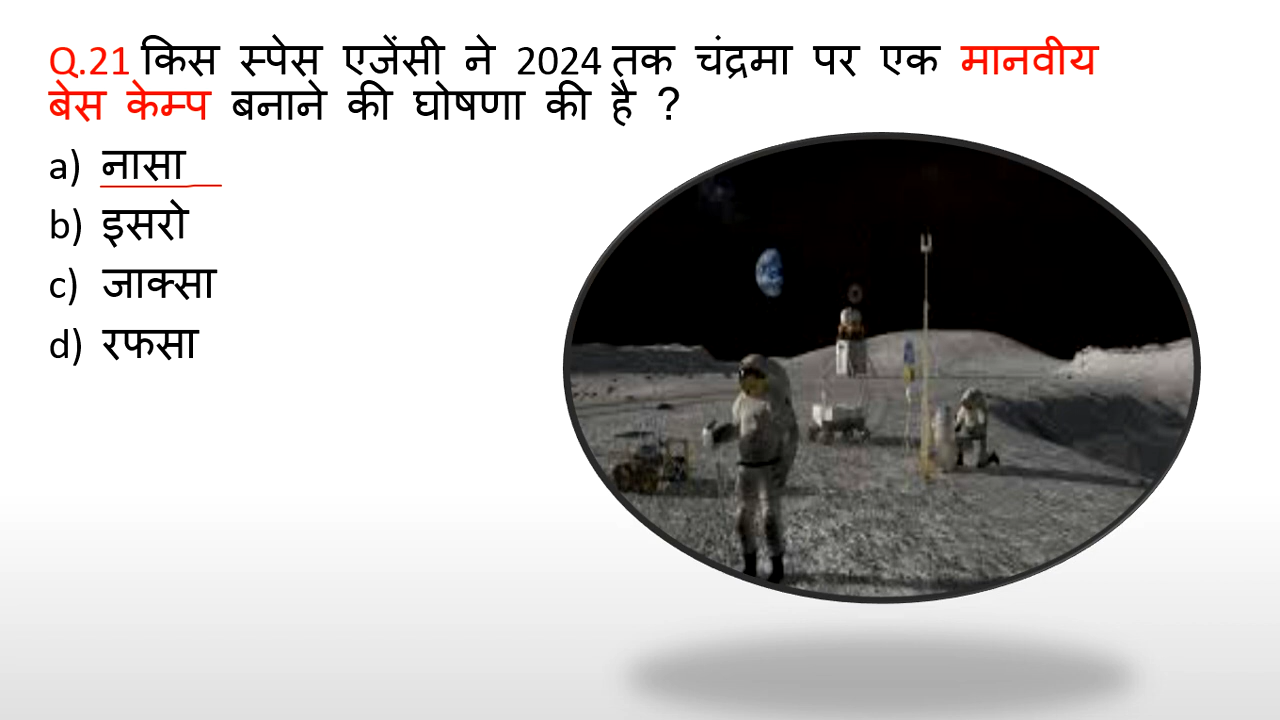 Q.21 किस स्पेस एजेंसी ने 2024 तक चंद्रमा पर एक मानवीय
बेस केम्प बनाने की घोषणा की है ?
a) नासा
b) इसरो
c) जाक्सा
d) रफसा